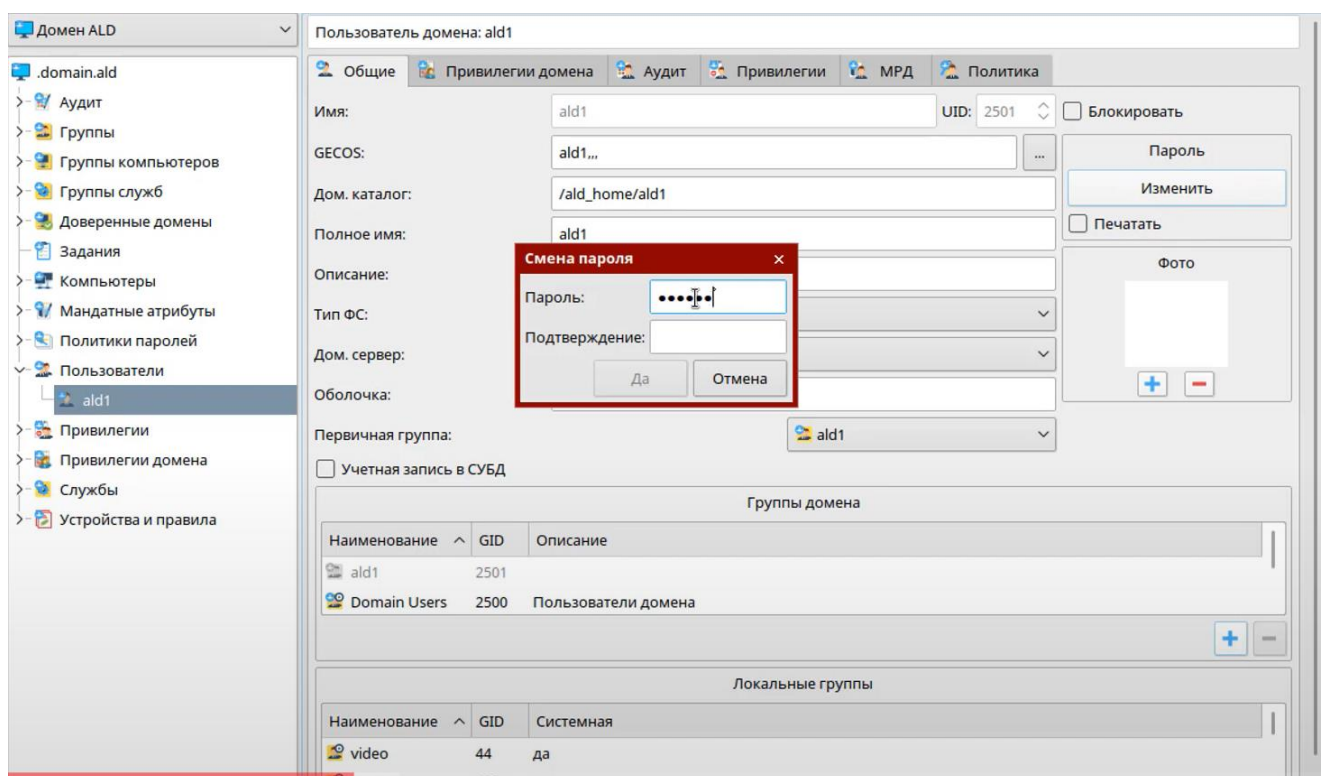 Домен ALD
Пользователь домена: ald1
.domain.ald
Аудит
Группы
Группы компьютеров
Группы служб
Доверенные домены
Задания
Компьютеры
Мандатные атрибуты
Политики паролей
Пользователи
ald1
Привилегии
Привилегии домена
Службы
Устройства и правила
Общие Привилегии домена Аудит Привилегии МРД Политика
Имя: ald1 UID: 2501 Блокировать
GECOS: ald1,,, ...
Пароль
Изменить
Печатать
Дом. каталог: /ald_home/ald1
Полное имя: ald1
Фото
Описание:
Тип ФС:
Дом. сервер:
Оболочка:
Смена пароля ×
Пароль: ••••••
Подтверждение:
Да Отмена
Первичная группа: ald1
Учетная запись в СУБД
Группы домена
Наименование GID Описание
ald1 2501
Domain Users 2500 Пользователи домена
Локальные группы
Наименование GID Системная
video 44 да